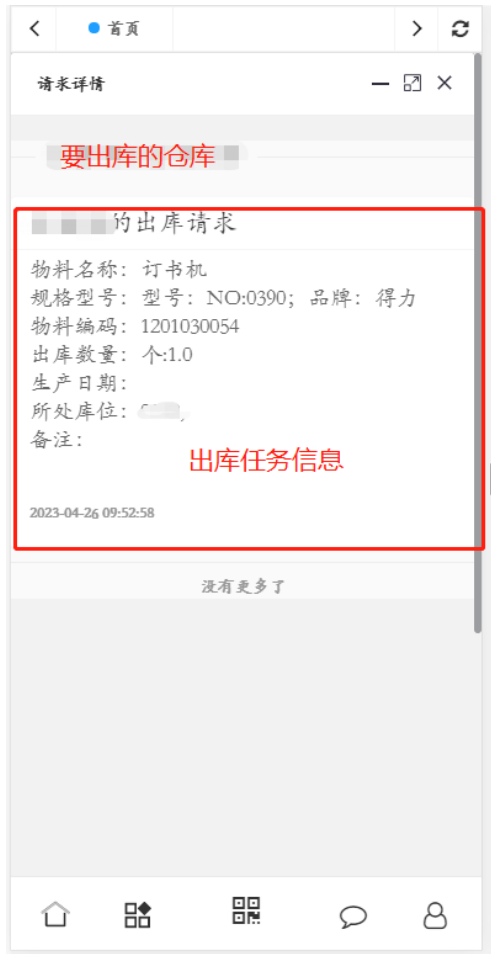 首页
请求详情
要出库的仓库
的出库请求
物料名称：订书机
规格型号：型号：NO:0390；品牌：得力
物料编码：1201030054
出库数量：个:1.0
生产日期：
所处库位：
备注：
出库任务信息
2023-04-26 09:52:58
没有更多了